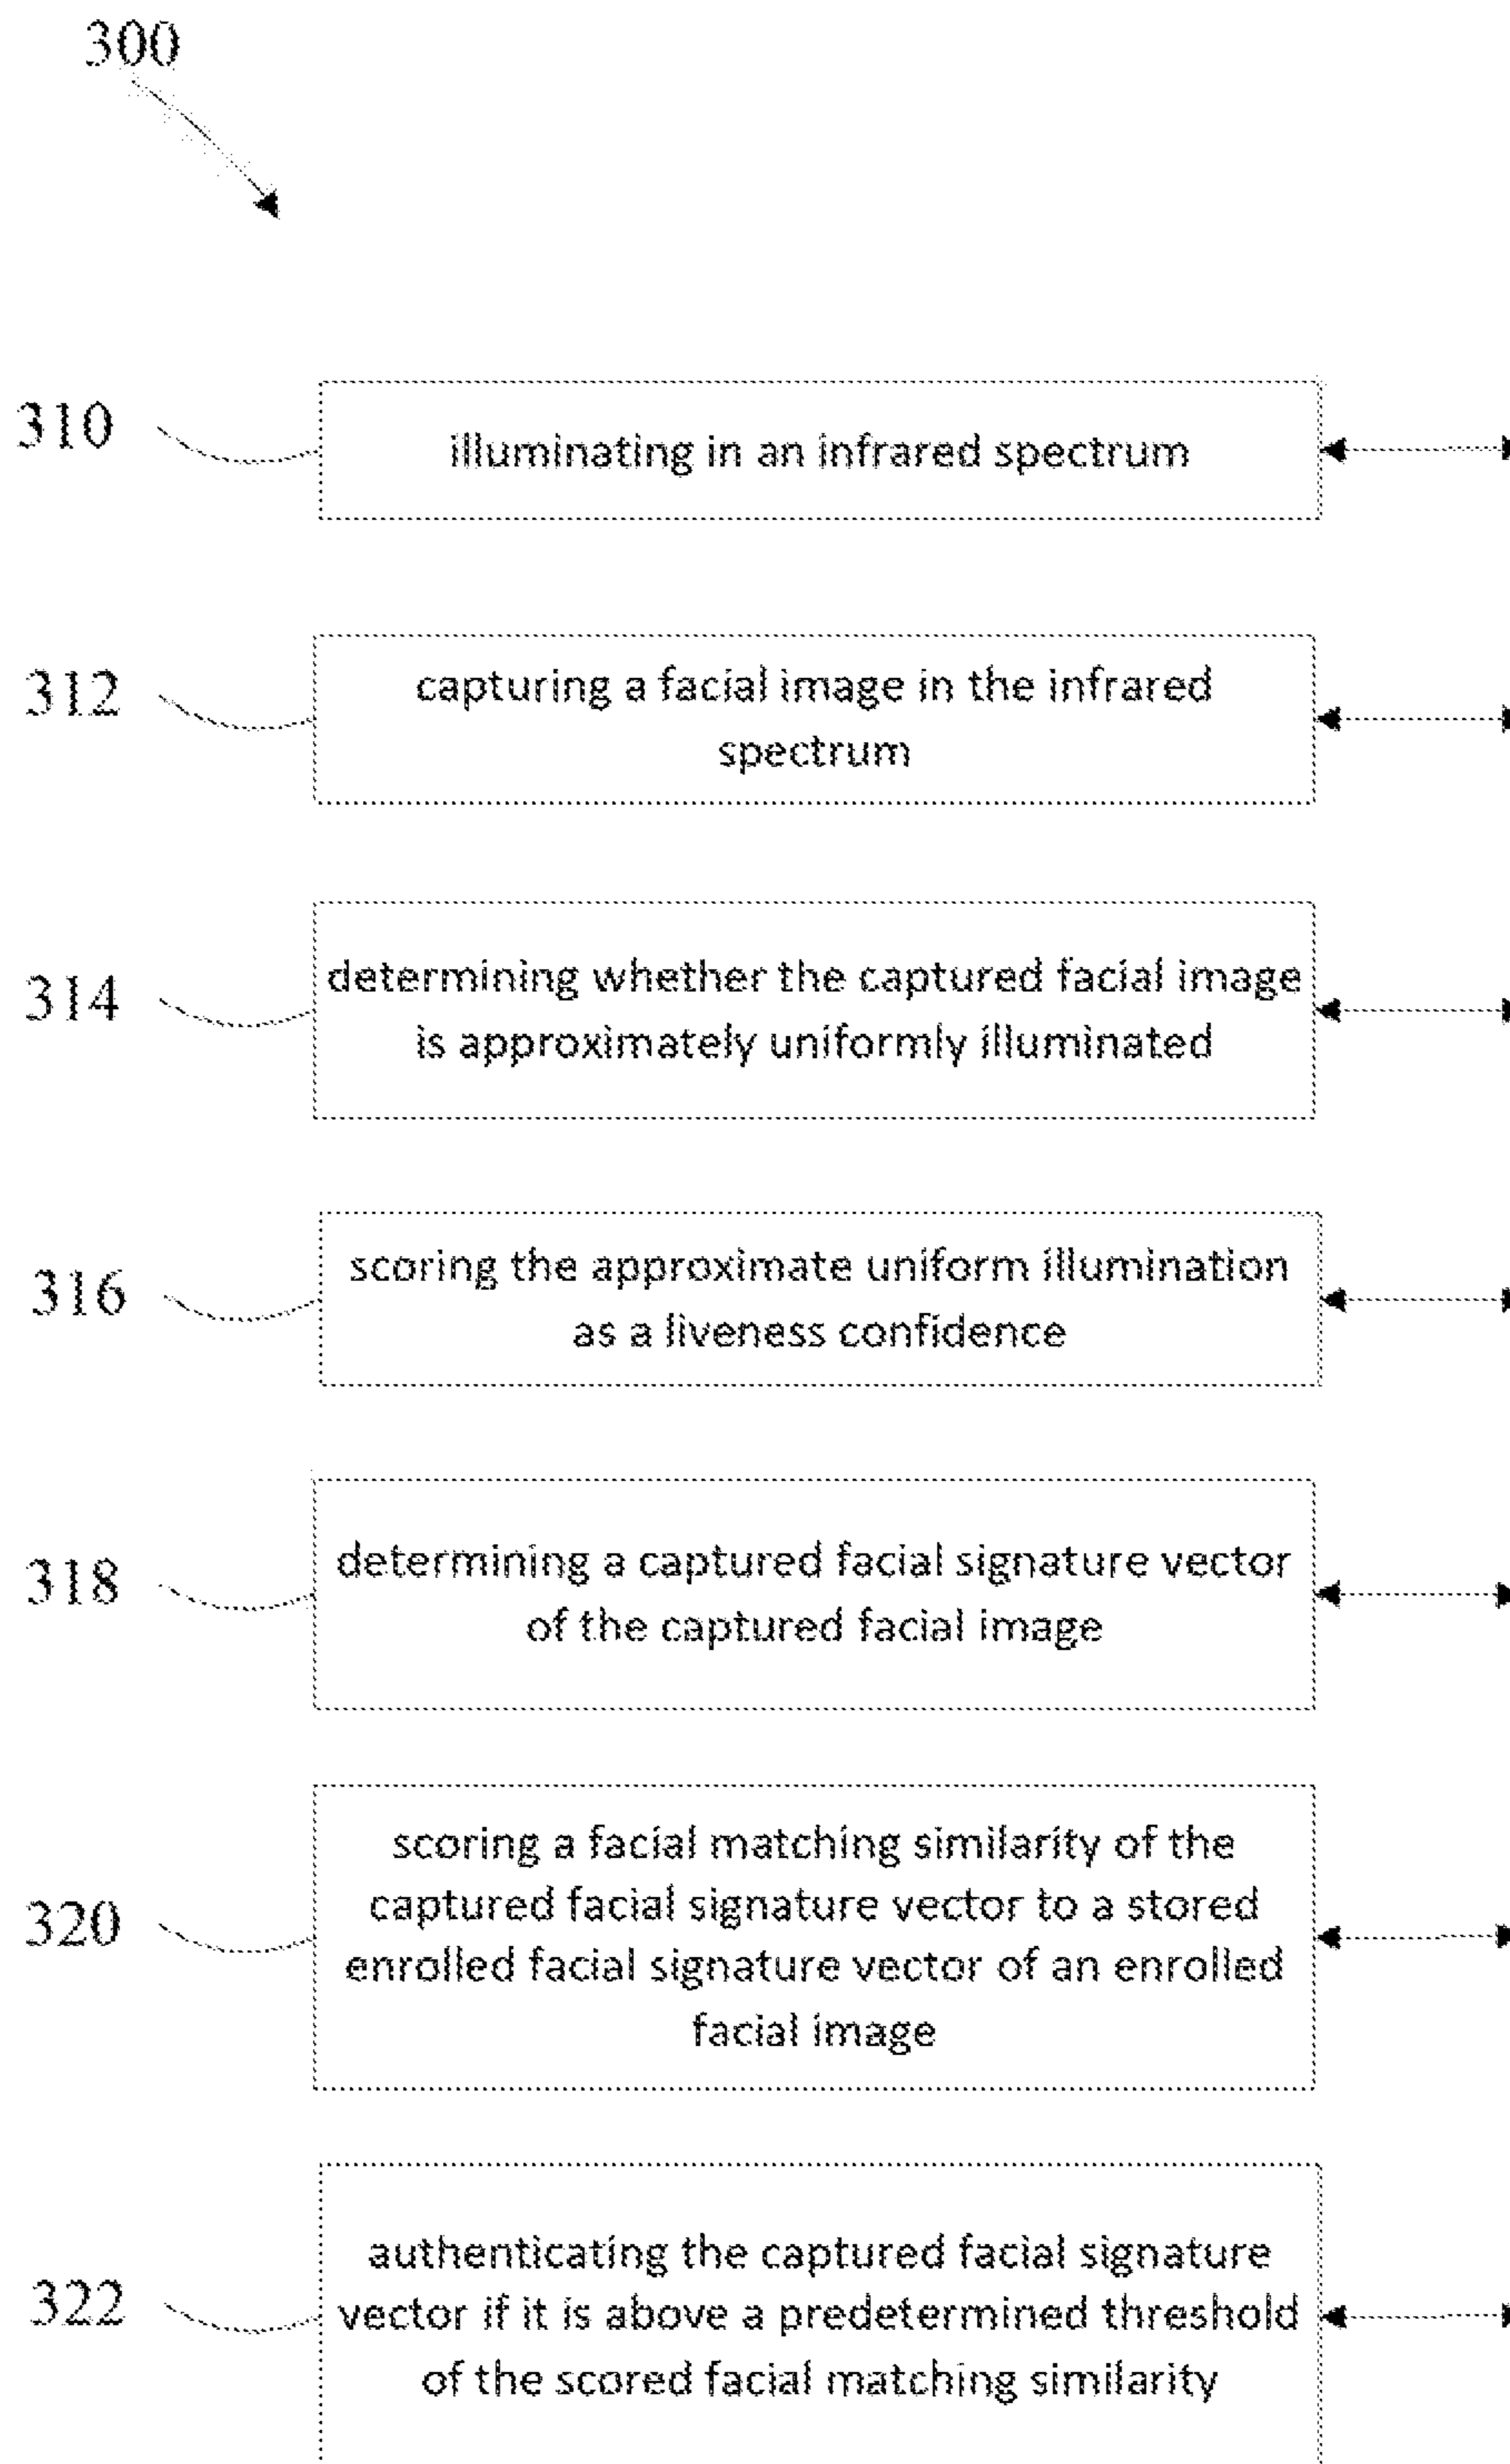 300
310
illuminating in an infrared spectrum
312
capturing a facial image in the infrared
spectrum
314
determining whether the captured facial image
is approximately uniformly illuminated
316
scoring the approximate uniform illumination
as a liveness confidence
318
determining a captured facial signature vector
of the captured facial image
320
scoring a facial matching similarity of the
captured facial signature vector to a stored
enrolled facial signature vector of an enrolled
facial image
322
authenticating the captured facial signature
vector if it is above a predetermined threshold
of the scored facial matching similarity